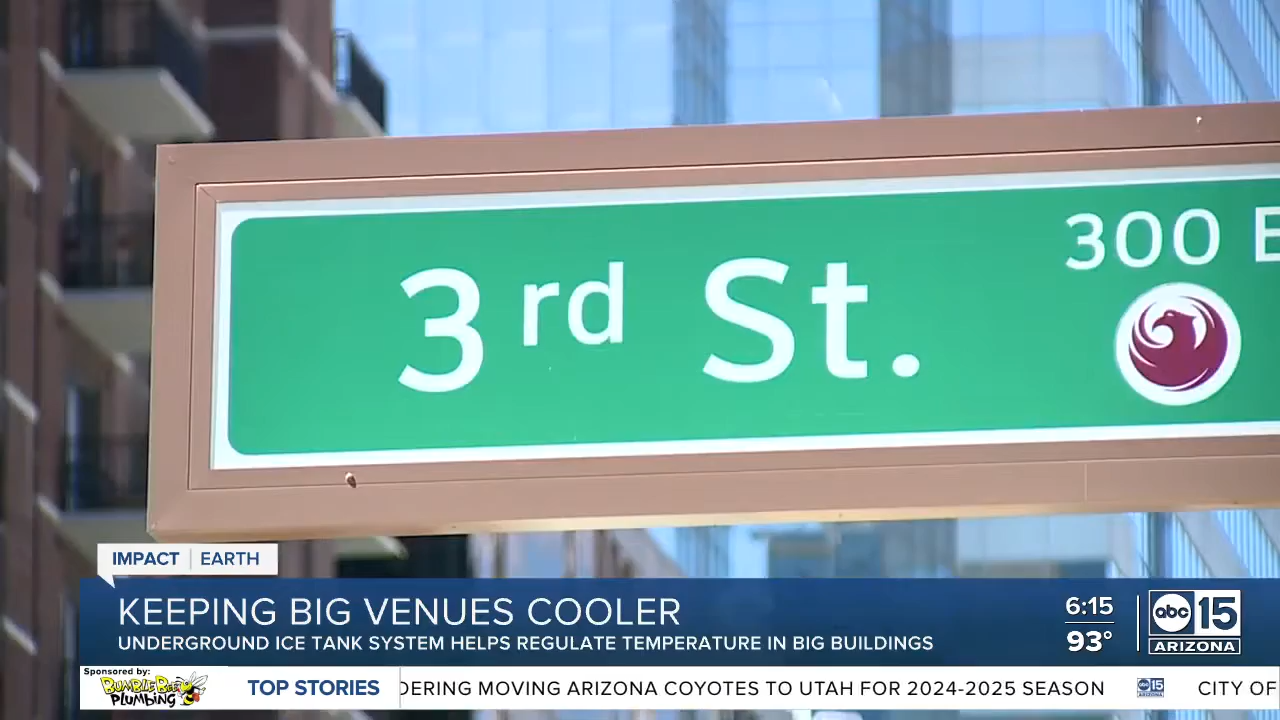 300 E
3rd St.
IMPACT | EARTH
KEEPING BIG VENUES COOLER
UNDERGROUND ICE TANK SYSTEM HELPS REGULATE TEMPERATURE IN BIG BUILDINGS
6:15
93°
abc 15
ARIZONA
Sponsored by:
BUMBLE BEE
PLUMBING
TOP STORIES
DERING MOVING ARIZONA COYOTES TO UTAH FOR 2024-2025 SEASON abc 15 CITY OF